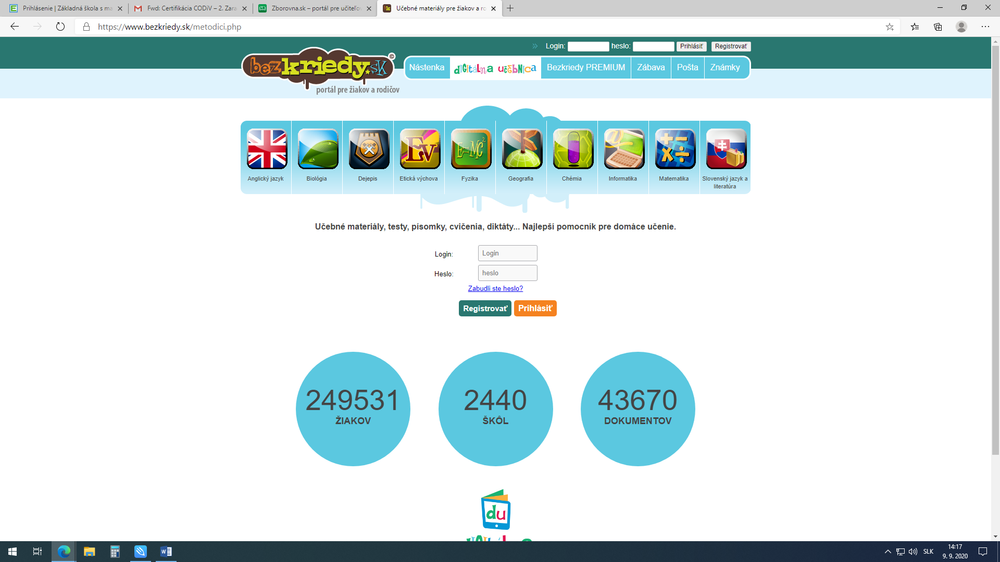 Prihlásenie | Základná škola s ma
Fwd: Certifikácia CODiV – 2. Zara
Zborovna.sk – portál pre učiteľov
Učebné materiály pre žiakov a ro
https://www.bezkriedy.sk/metodici.php
Login:
heslo:
Prihlásiť
Registrovať
bezkriedy.sk
©
portál pre žiakov a rodičov
Nástenka
digitálna učebnica
Bezkriedy PREMIUM
Zábava
Pošta
Známky
Ev
E=MC2
@
Anglický jazyk
Biológia
Dejepis
Etická výchova
Fyzika
Geografia
Chémia
Informatika
Matematika
Slovenský jazyk a
literatúra
Učebné materiály, testy, písomky, cvičenia, diktáty... Najlepší pomocník pre domáce učenie.
Login:
Login
Heslo:
heslo
Zabudli ste heslo?
Registrovať
Prihlásiť
249531
ŽIAKOV
2440
ŠKÔL
43670
DOKUMENTOV
du
SLK
14:17
9. 9. 2020